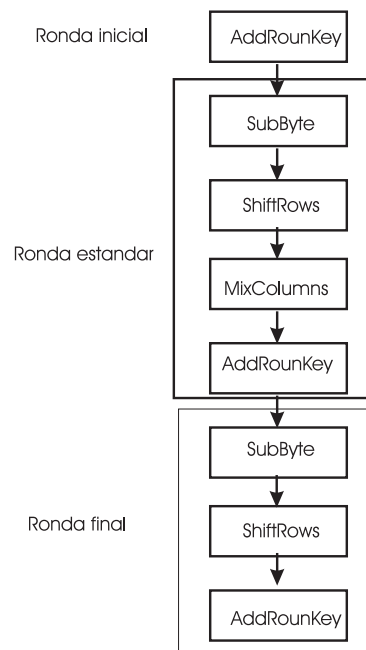 Ronda inicial
AddRounKey
SubByte
ShiftRows
Ronda estandar
MixColumns
AddRounKey
SubByte
Ronda final
ShiftRows
AddRounKey